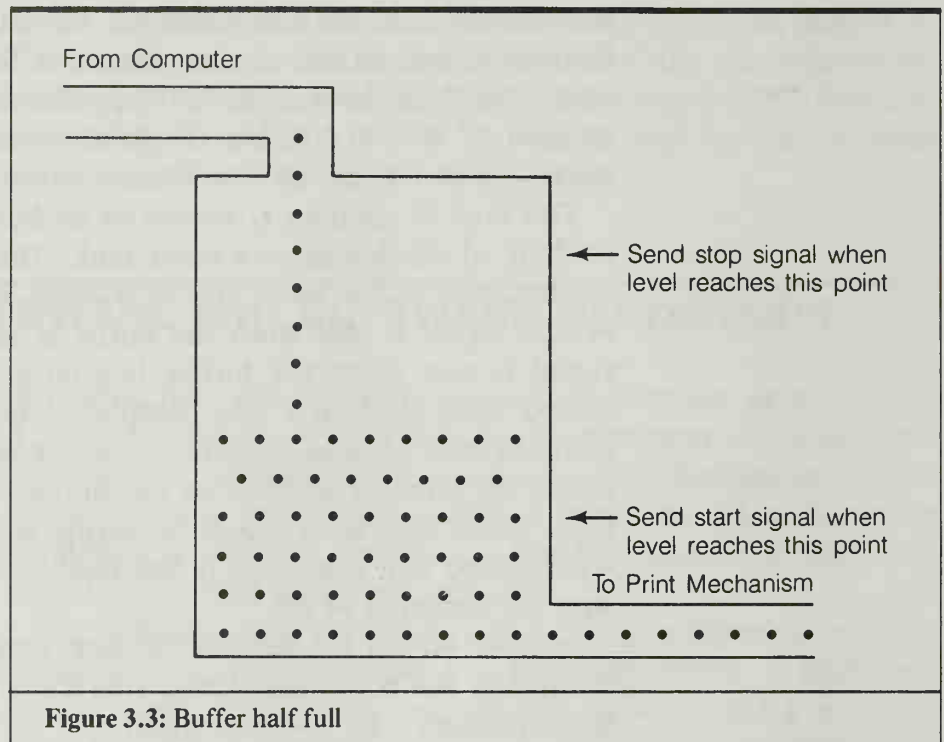 From Computer
Send stop signal when
level reaches this point
Send start signal when
level reaches this point
To Print Mechanism
Figure 3.3: Buffer half full